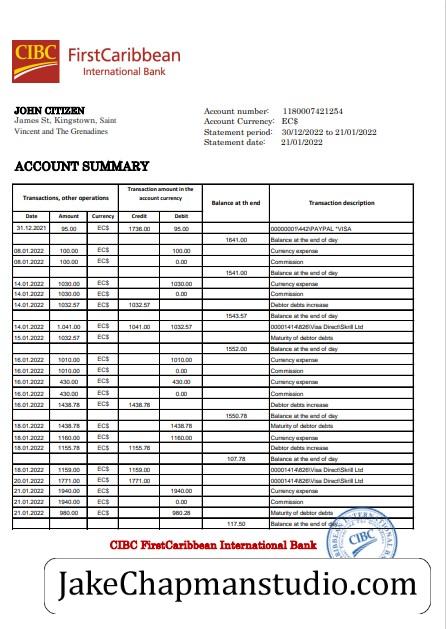 CIBC FirstCaribbean
International Bank
JOHN CITIZEN
James St, Kingstown, Saint
Vincent and The Grenadines
Account number: 1180007421254
Account Currency: EC$
Statement period: 30/12/2022 to 21/01/2022
Statement date: 21/01/2022
ACCOUNT SUMMARY
Transactions, other operations Transaction amount in the account currency Balance at th end Transaction description
Date Amount Currency Credit Debit
31.12.2021 95.00 EC$ 1736.00 95.00 00000001\442\PAYPAL *VISA
1641.00 Balance at the end of day
08.01.2022 100.00 EC$ 100.00 Currency expense
08.01.2022 100.00 EC$ 0.00 Commission
1541.00 Balance at the end of day
14.01.2022 1030.00 EC$ 1030.00 Currency expense
14.01.2022 1030.00 EC$ 0.00 Commission
14.01.2022 1032.57 EC$ 1032.57 Debtor debts increase
1543.57 Balance at the end of day
14.01.2022 1.041.00 EC$ 1041.00 1032.57 00001414\826\Visa Direct\Skrill Ltd
15.01.2022 1032.57 EC$ Maturity of debtor debts
1552.00 Balance at the end of day
16.01.2022 1010.00 EC$ 1010.00 Currency expense
16.01.2022 1010.00 EC$ 0.00 Commission
16.01.2022 430.00 EC$ 430.00 Currency expense
16.01.2022 430.00 EC$ 0.00 Commission
16.01.2022 1438.78 EC$ 1438.78 Debtor debts increase
1550.78 Balance at the end of day
18.01.2022 1438.78 EC$ 1438.78 Maturity of debtor debts
18.01.2022 1160.00 EC$ 1160.00 Currency expense
18.01.2022 1155.78 EC$ 1155.78 Debtor debts increase
107.78 Balance at the end of day
18.01.2022 1159.00 EC$ 1159.00 00001414\826\Visa Direct\Skrill Ltd
20.01.2022 1771.00 EC$ 1771.00 00001414\826\Visa Direct\Skrill Ltd
21.01.2022 1940.00 EC$ 1940.00 Currency expense
21.01.2022 1940.00 EC$ 0.00 Commission
21.01.2022 980.00 EC$ 980.28 Maturity of debtor debts
117.50 Balance at the end of day
CIBC FirstCaribbean International Bank
CIBC
JakeChapmanstudio.com